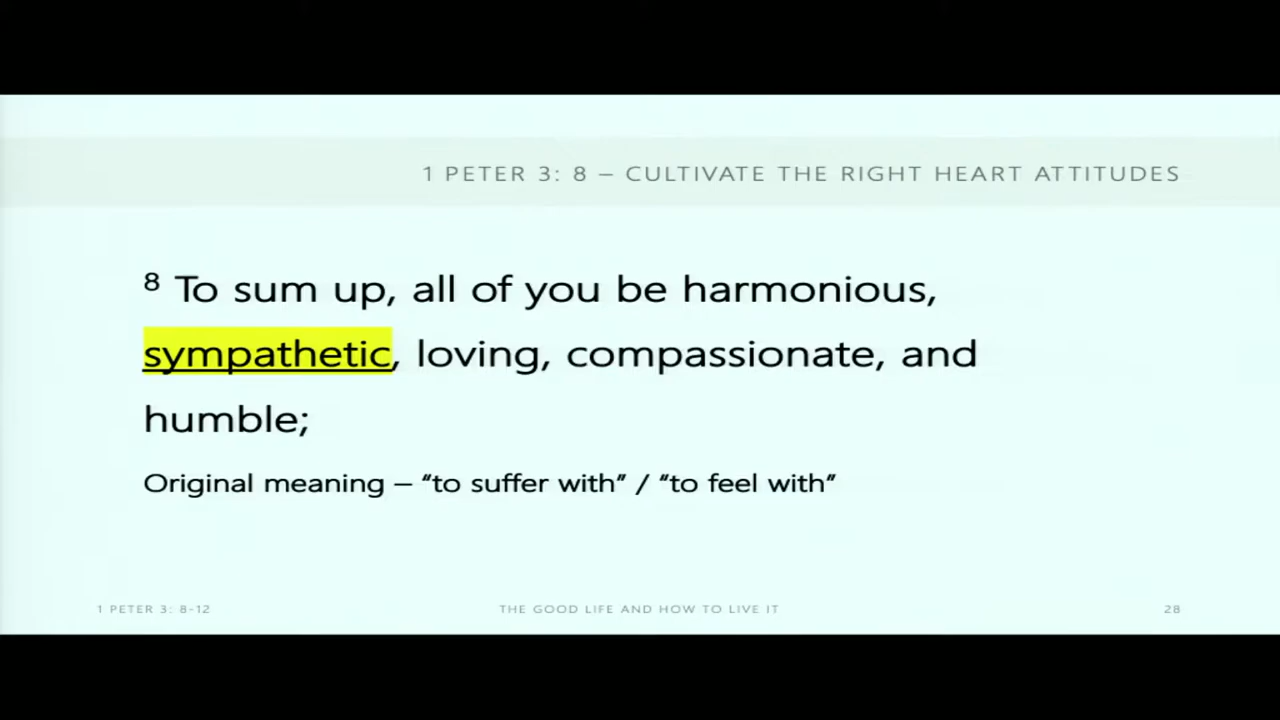 1 PETER 3: 8 – CULTIVATE THE RIGHT HEART ATTITUDES
8 To sum up, all of you be harmonious,
sympathetic, loving, compassionate, and
humble;
Original meaning – “to suffer with” / “to feel with”
1 PETER 3: 8-12
THE GOOD LIFE AND HOW TO LIVE IT
28